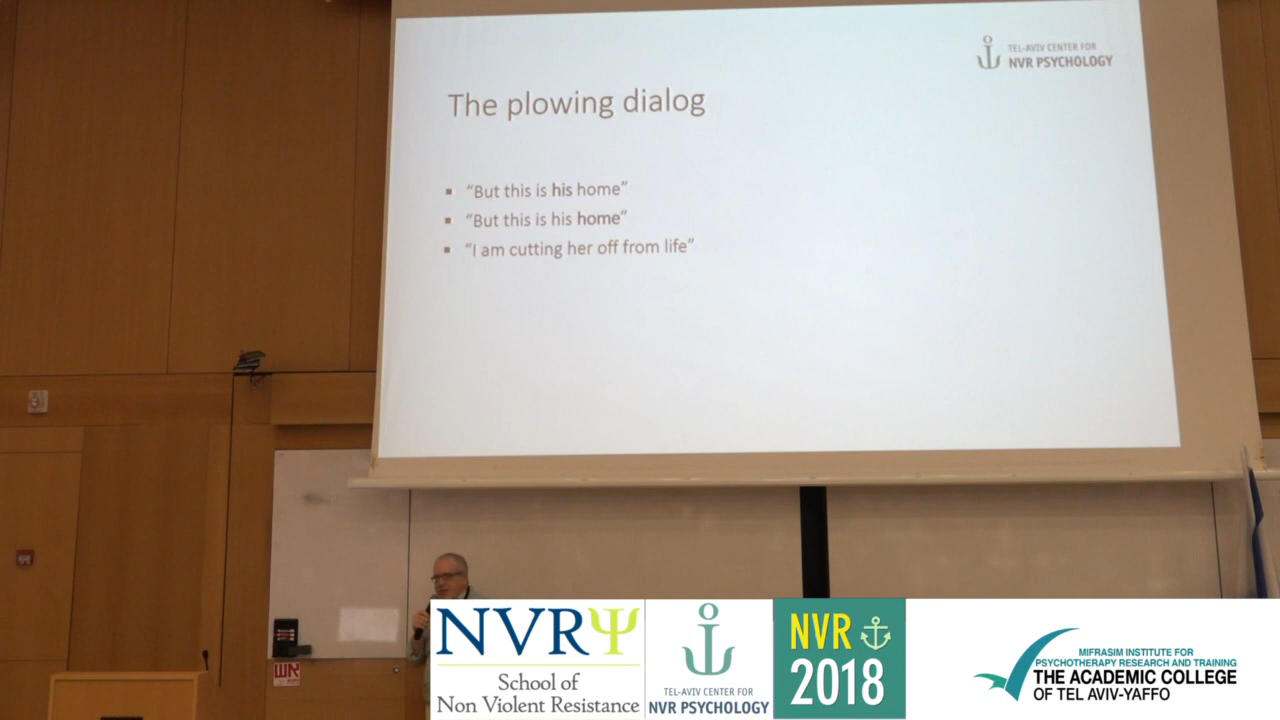 TEL-AVIV CENTER FOR
NVR PSYCHOLOGY
The plowing dialog
▪ “But this is his home”
▪ “But this is his home”
▪ “I am cutting her off from life”
אש
NVRΨ
School of
Non Violent Resistance
TEL-AVIV CENTER FOR
NVR PSYCHOLOGY
NVR
2018
MIFRASIM INSTITUTE FOR
PSYCHOTHERAPY RESEARCH AND TRAINING
THE ACADEMIC COLLEGE
OF TEL AVIV-YAFFO